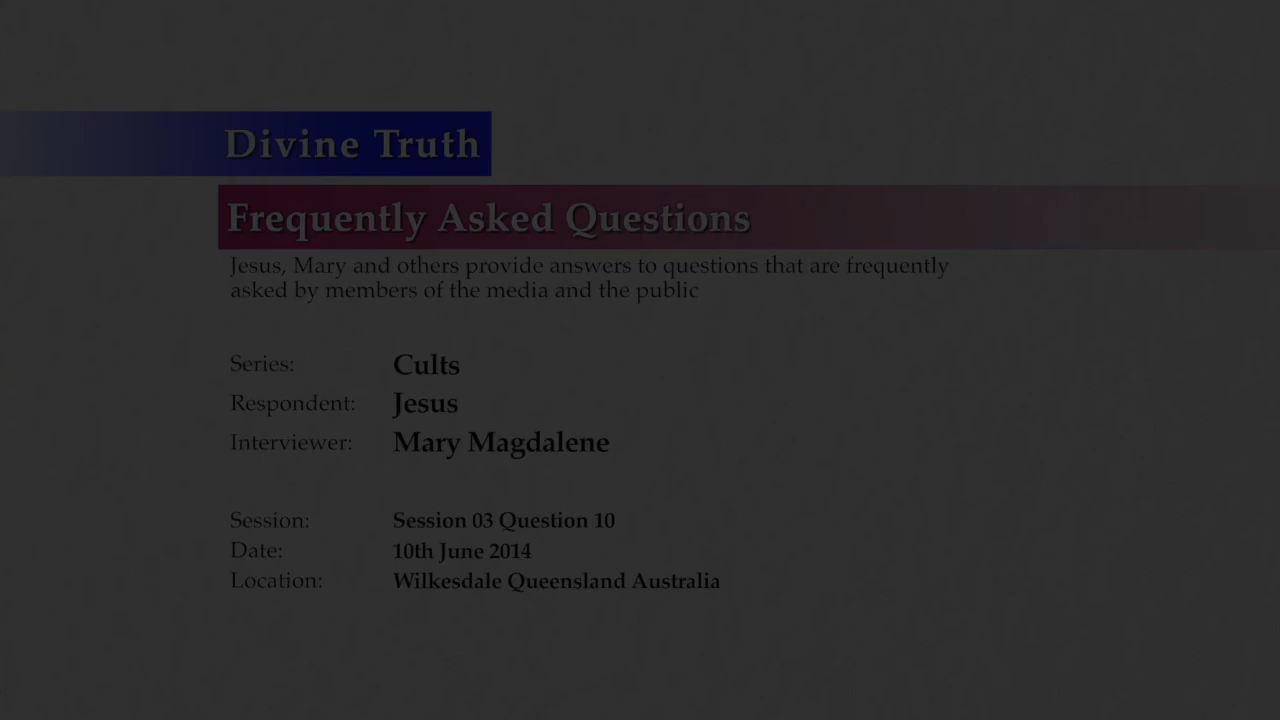 Divine Truth
Frequently Asked Questions
Jesus, Mary and others provide answers to questions that are frequently
asked by members of the media and the public
Series: Cults
Respondent: Jesus
Interviewer: Mary Magdalene
Session: Session 03 Question 10
Date: 10th June 2014
Location: Wilkesdale Queensland Australia